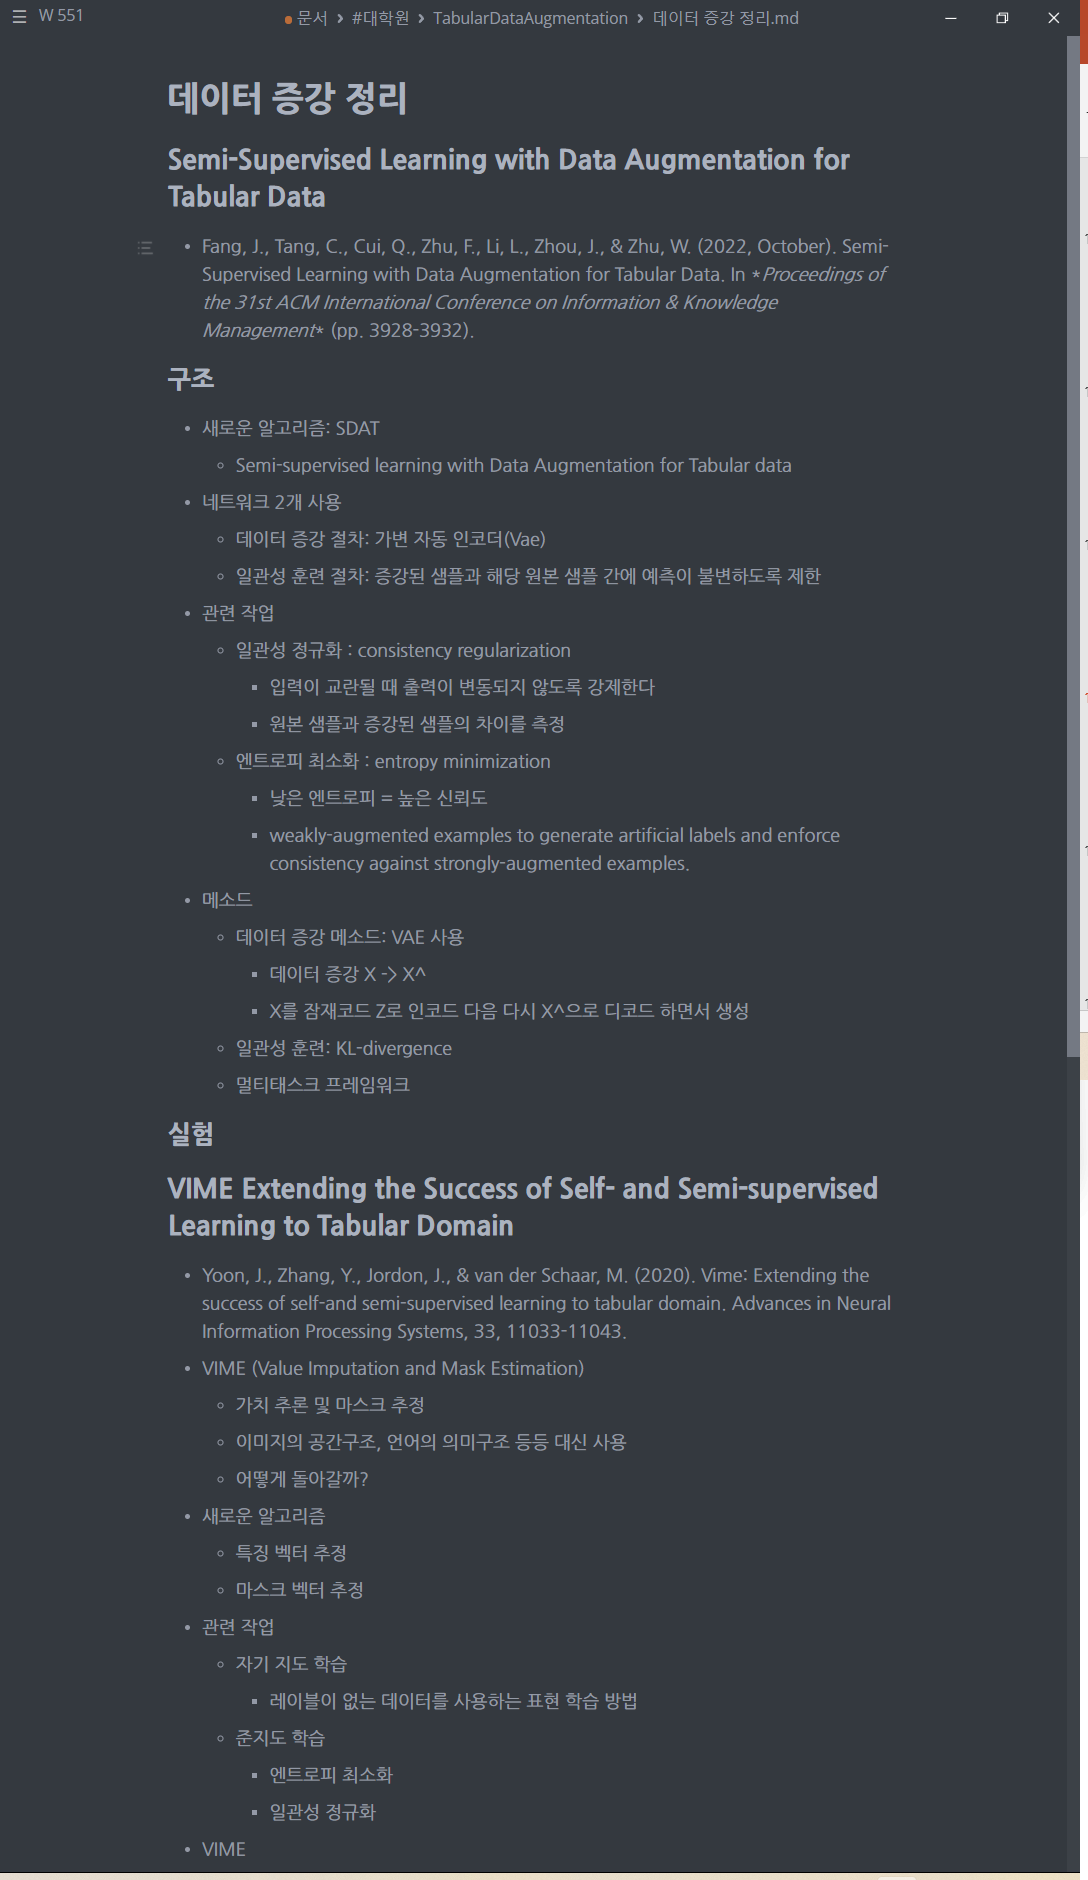 W 551
문서 › #대학원 › TabularDataAugmentation › 데이터 증강 정리.md
데이터 증강 정리
Semi-Supervised Learning with Data Augmentation for
Tabular Data
• Fang, J., Tang, C., Cui, Q., Zhu, F., Li, L., Zhou, J., & Zhu, W. (2022, October). Semi-
Supervised Learning with Data Augmentation for Tabular Data. In *Proceedings of
the 31st ACM International Conference on Information & Knowledge
Management* (pp. 3928-3932).
구조
• 새로운 알고리즘: SDAT
◦ Semi-supervised learning with Data Augmentation for Tabular data
• 네트워크 2개 사용
◦ 데이터 증강 절차: 가변 자동 인코더(Vae)
◦ 일관성 훈련 절차: 증강된 샘플과 해당 원본 샘플 간에 예측이 불변하도록 제한
• 관련 작업
◦ 일관성 정규화 : consistency regularization
▪ 입력이 교란될 때 출력이 변동되지 않도록 강제한다
▪ 원본 샘플과 증강된 샘플의 차이를 측정
◦ 엔트로피 최소화 : entropy minimization
▪ 낮은 엔트로피 = 높은 신뢰도
▪ weakly-augmented examples to generate artificial labels and enforce
consistency against strongly-augmented examples.
• 메소드
◦ 데이터 증강 메소드: VAE 사용
▪ 데이터 증강 X -> X^
▪ X를 잠재코드 Z로 인코드 다음 다시 X^으로 디코드 하면서 생성
◦ 일관성 훈련: KL-divergence
◦ 멀티태스크 프레임워크
실험
VIME Extending the Success of Self- and Semi-supervised
Learning to Tabular Domain
• Yoon, J., Zhang, Y., Jordon, J., & van der Schaar, M. (2020). Vime: Extending the
success of self-and semi-supervised learning to tabular domain. Advances in Neural
Information Processing Systems, 33, 11033-11043.
• VIME (Value Imputation and Mask Estimation)
◦ 가치 추론 및 마스크 추정
◦ 이미지의 공간구조, 언어의 의미구조 등등 대신 사용
◦ 어떻게 돌아갈까?
• 새로운 알고리즘
◦ 특징 벡터 추정
◦ 마스크 벡터 추정
• 관련 작업
◦ 자기 지도 학습
▪ 레이블이 없는 데이터를 사용하는 표현 학습 방법
◦ 준지도 학습
▪ 엔트로피 최소화
▪ 일관성 정규화
• VIME